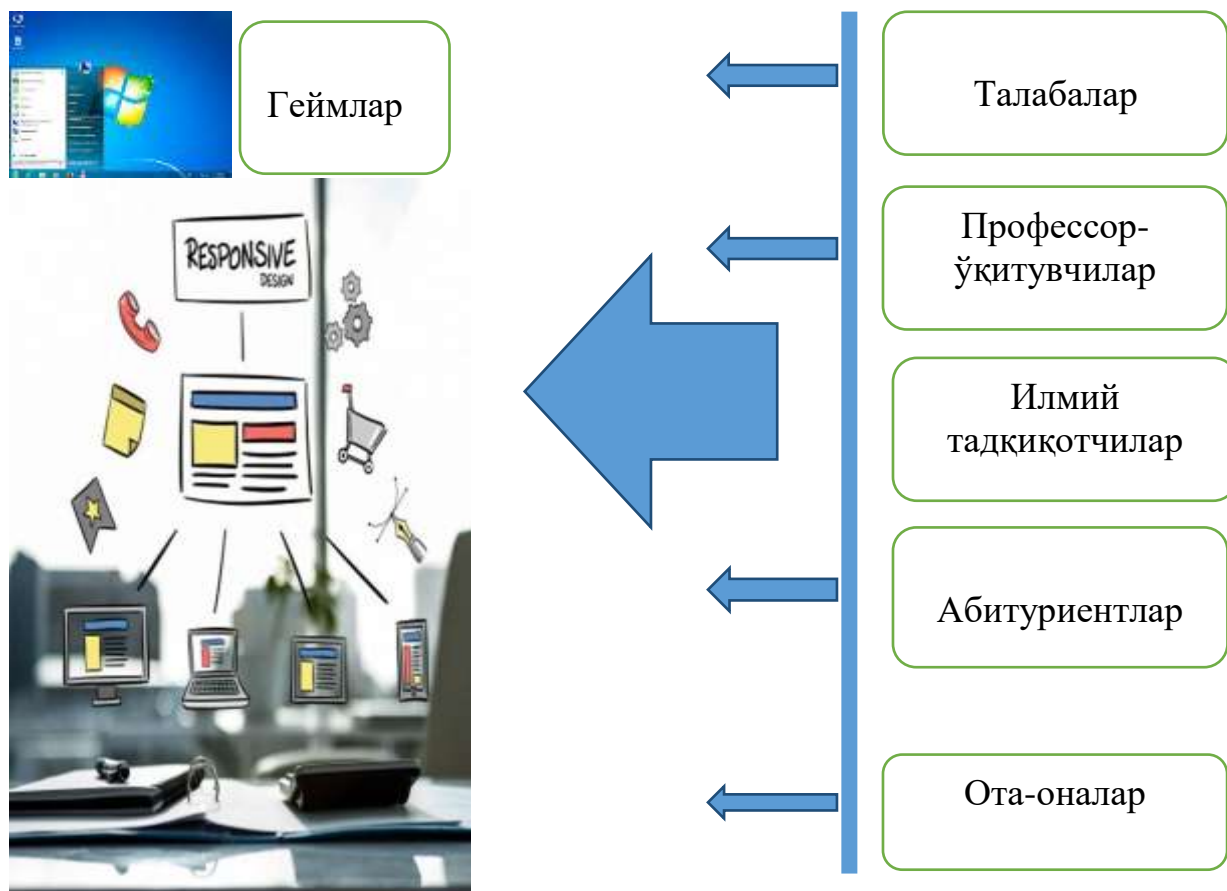 Геймлар
RESPONSIVE
DESIGN
Талабалар
Профессор-
ўқитувчилар
Илмий
тадқиқотчилар
Абитуриентлар
Ота-оналар